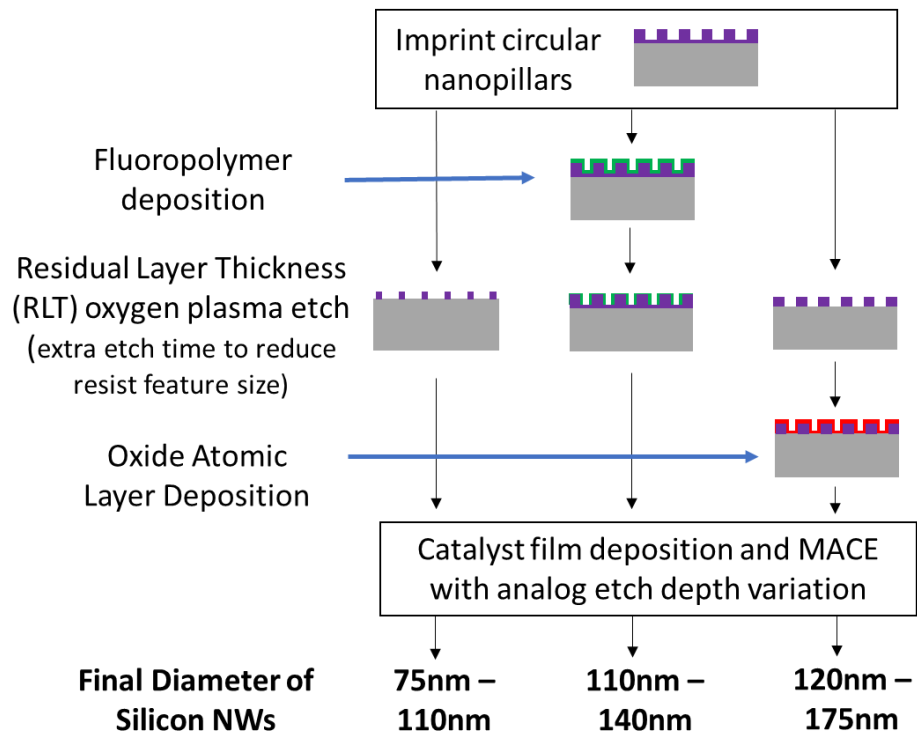 Imprint circular
nanopillars
Fluoropolymer
deposition
Residual Layer Thickness
(RLT) oxygen plasma etch
(extra etch time to reduce
resist feature size)
Oxide Atomic
Layer Deposition
Catalyst film deposition and MACE
with analog etch depth variation
Final Diameter of
Silicon NWs
75nm –
110nm
110nm –
140nm
120nm –
175nm